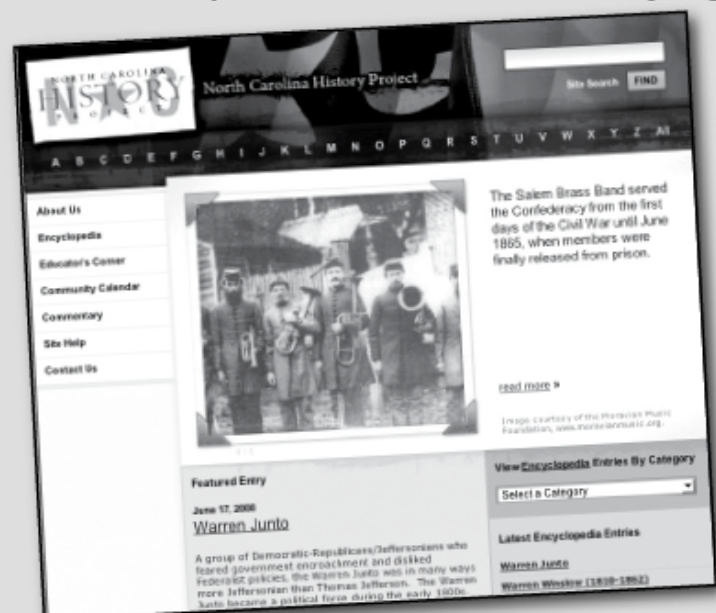 NORTH CAROLINA
HISTORY
PROJECT
North Carolina History Project
Site Search FIND
A B C D E F G H I J K L M N O P Q R S T U V W X Y Z All
About Us
Encyclopedia
Educator's Corner
Community Calendar
Commentary
Site Help
Contact Us
The Salem Brass Band served
the Confederacy from the first
days of the Civil War until June
1865, when members were
finally released from prison.
read more »
Image courtesy of the Moravian Music
Foundation, www.moravianmusic.org.
Featured Entry
June 17, 2008
Warren Junto
A group of Democratic-Republicans/Jeffersonians who
feared government encroachment and disliked
Federalist policies, the Warren Junto was in many ways
more Jeffersonian than Thomas Jefferson. The Warren
Junto became a political force during the early 1800s.
View Encyclopedia Entries By Category
Select a Category
Latest Encyclopedia Entries
Warren Junto
Warren Winslow (1810-1862)